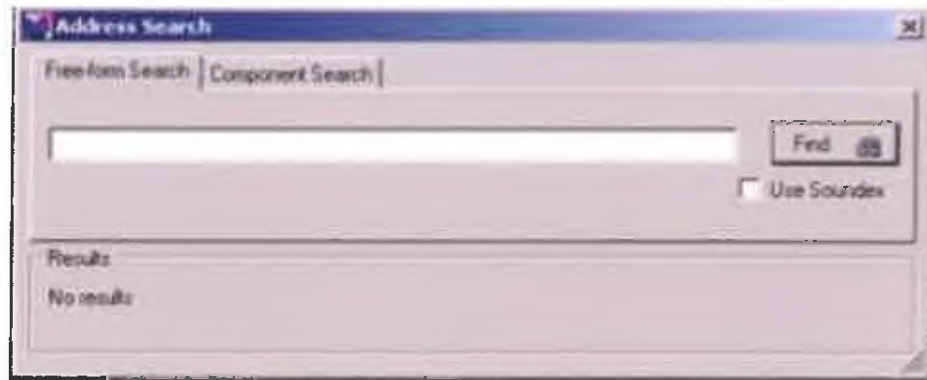 Address Search
Free-form Search Component Search
Find
Use Soundex
Results
No results